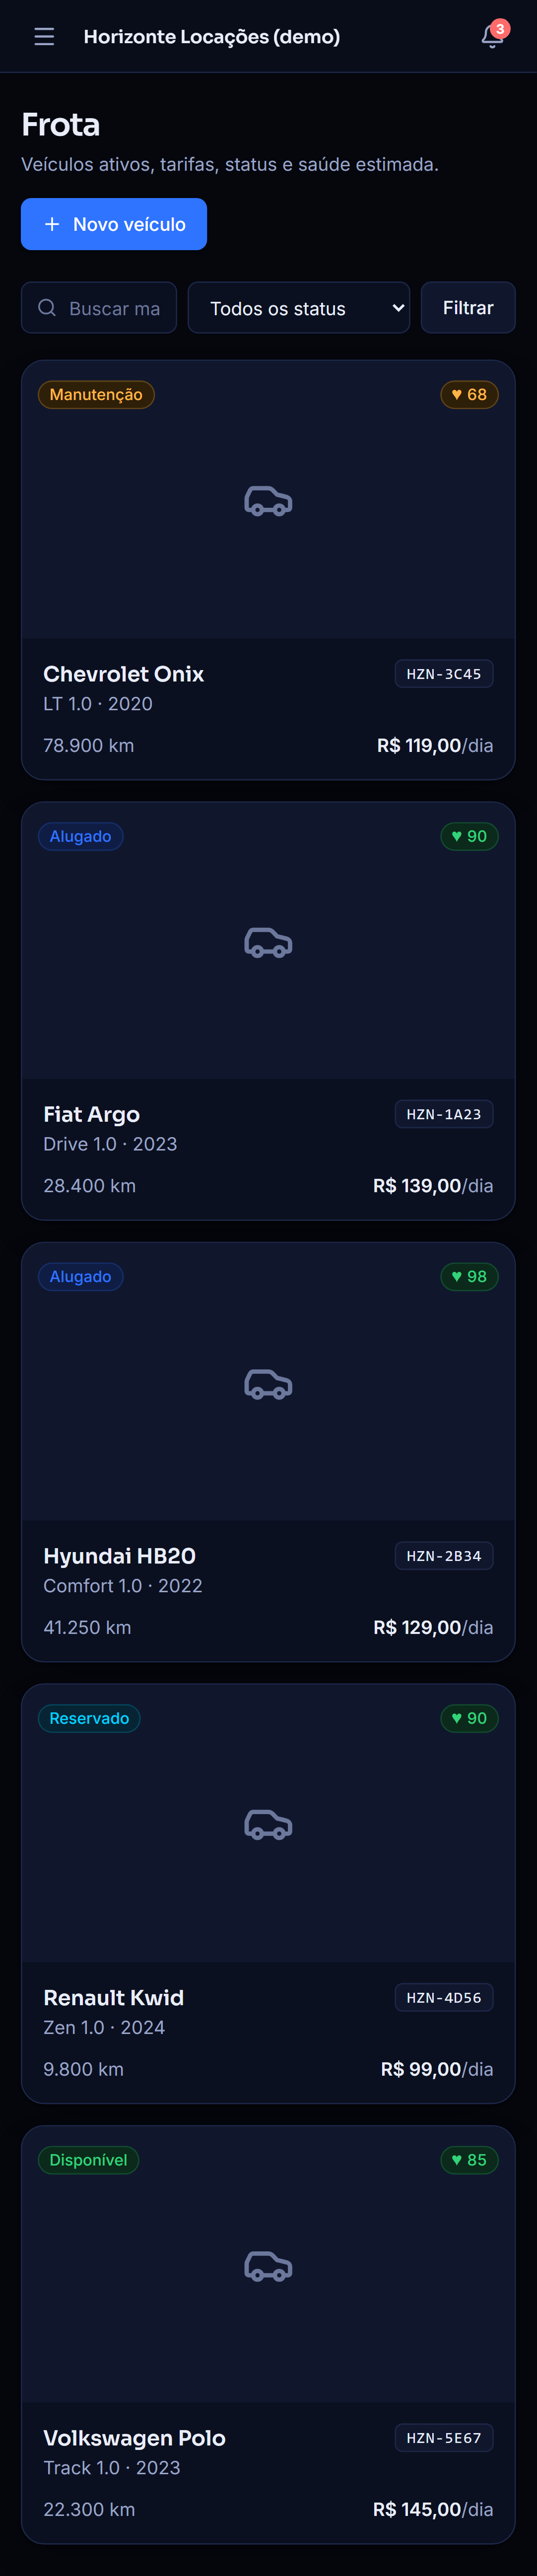 Horizonte Locações (demo)
3
Frota
Veículos ativos, tarifas, status e saúde estimada.
+ Novo veículo
Buscar ma
Todos os status
Filtrar
Manutenção
♥ 68
Chevrolet Onix
HZN-3C45
LT 1.0 · 2020
78.900 km
R$ 119,00/dia
Alugado
♥ 90
Fiat Argo
HZN-1A23
Drive 1.0 · 2023
28.400 km
R$ 139,00/dia
Alugado
♥ 98
Hyundai HB20
HZN-2B34
Comfort 1.0 · 2022
41.250 km
R$ 129,00/dia
Reservado
♥ 90
Renault Kwid
HZN-4D56
Zen 1.0 · 2024
9.800 km
R$ 99,00/dia
Disponível
♥ 85
Volkswagen Polo
HZN-5E67
Track 1.0 · 2023
22.300 km
R$ 145,00/dia